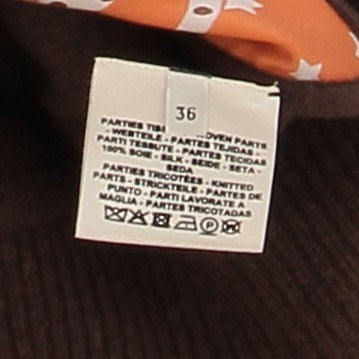 36
PARTIES TISS OVEN PARTS
- WEBTEILE - PARTES TEJIDAS -
PARTI TESSUTE - PARTES TECIDAS
100% SOIE - SILK - SEIDE - SETA -
SEDA
PARTIES TRICOTÉES - KNITTED
PARTS - STRICKTEILE - PARTES DE
PUNTO - PARTI LAVORATE A
MAGLIA - PARTES TRICOTADAS